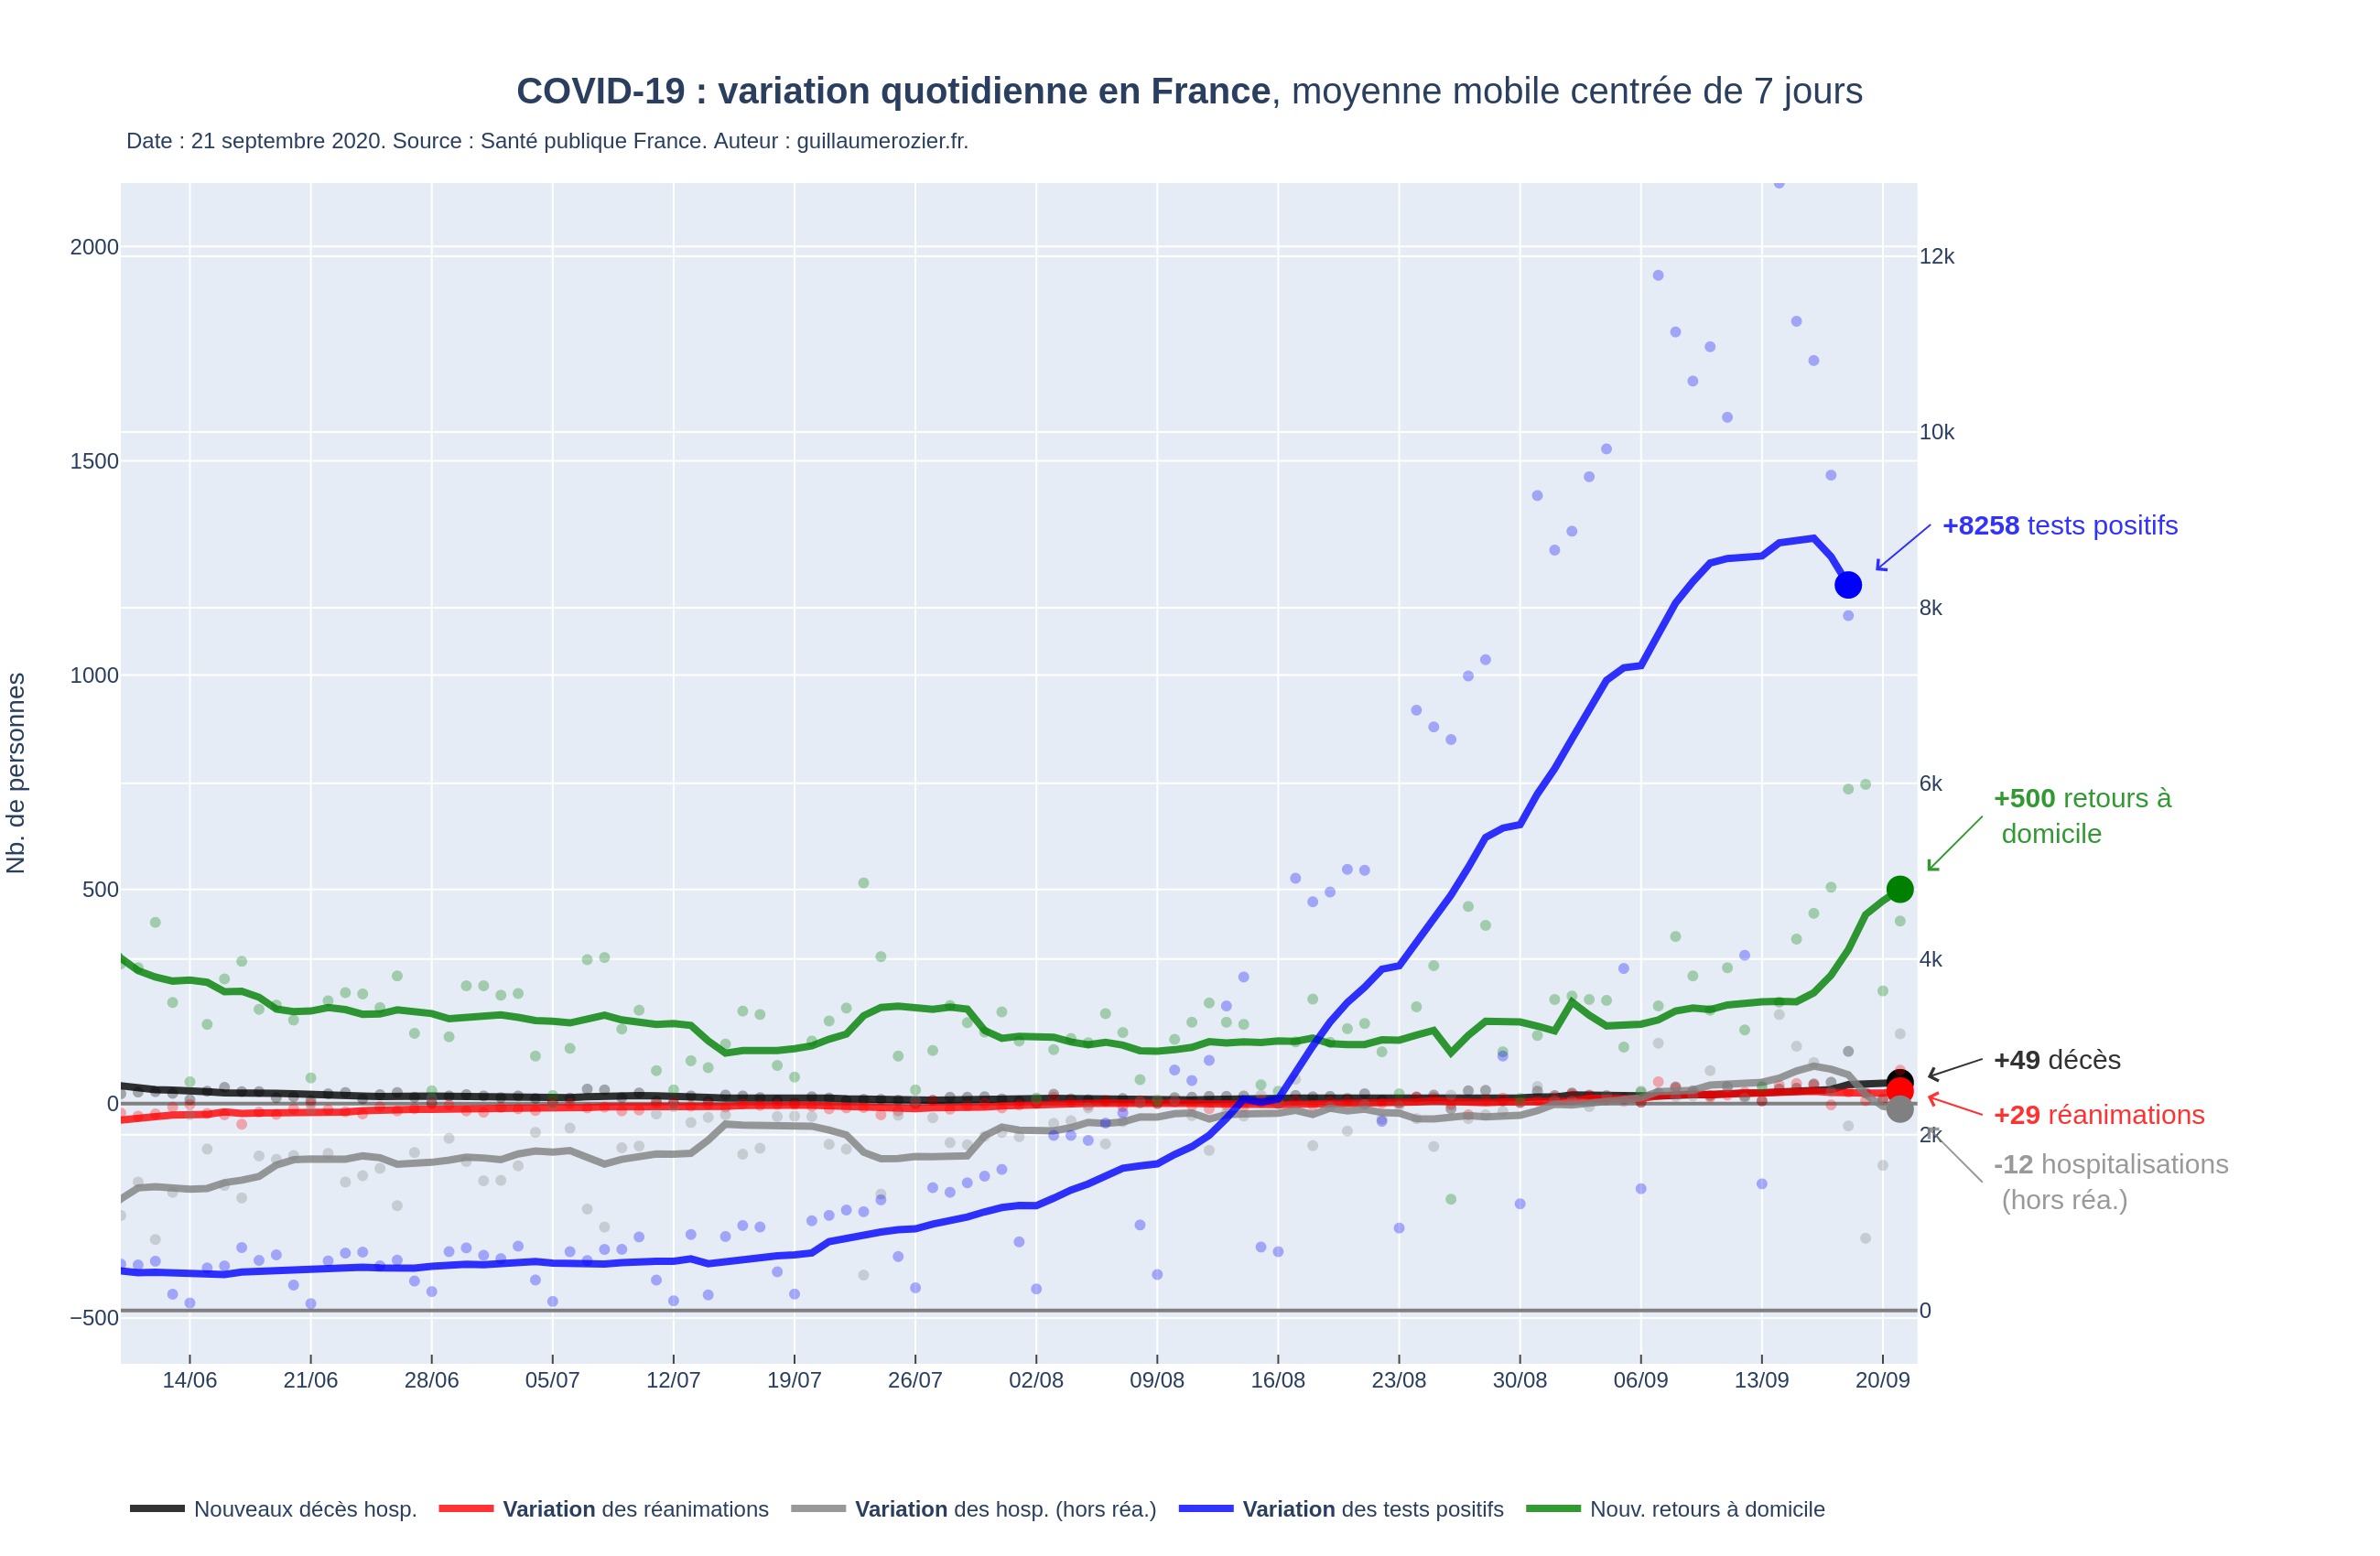 COVID-19 : variation quotidienne en France, moyenne mobile centrée de 7 jours
Date : 21 septembre 2020. Source : Santé publique France. Auteur : guillaumerozier.fr.
Nb. de personnes
2000
1500
1000
500
0
−500
12k
10k
8k
6k
4k
2k
0
+8258 tests positifs
+500 retours à
domicile
+49 décès
+29 réanimations
-12 hospitalisations
(hors réa.)
14/06 21/06 28/06 05/07 12/07 19/07 26/07 02/08 09/08 16/08 23/08 30/08 06/09 13/09 20/09
Nouveaux décès hosp. Variation des réanimations Variation des hosp. (hors réa.) Variation des tests positifs Nouv. retours à domicile